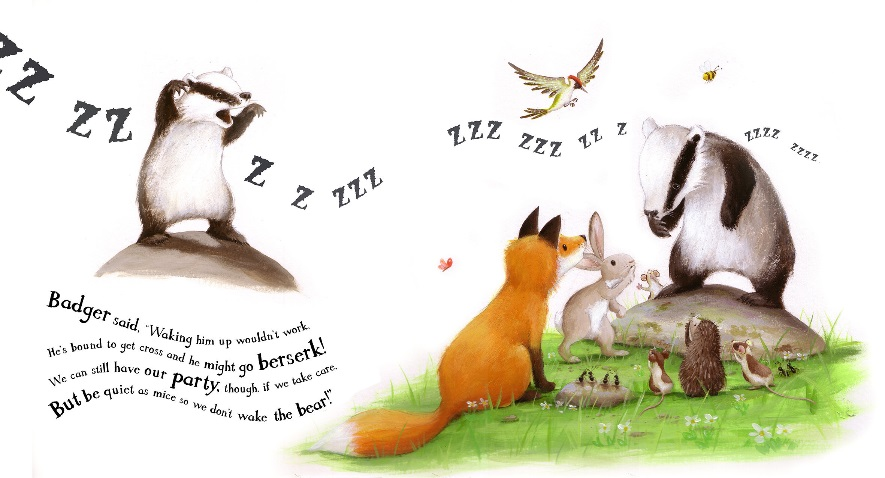 ZZ ZZ Z Z ZZZ
ZZZ ZZZ ZZ Z ZZZZ ZZZZ
Badger said, "Waking him up wouldn't work.
He's bound to get cross and he might go berserk!
We can still have our party, though, if we take care.
But be quiet as mice so we don't wake the bear!"